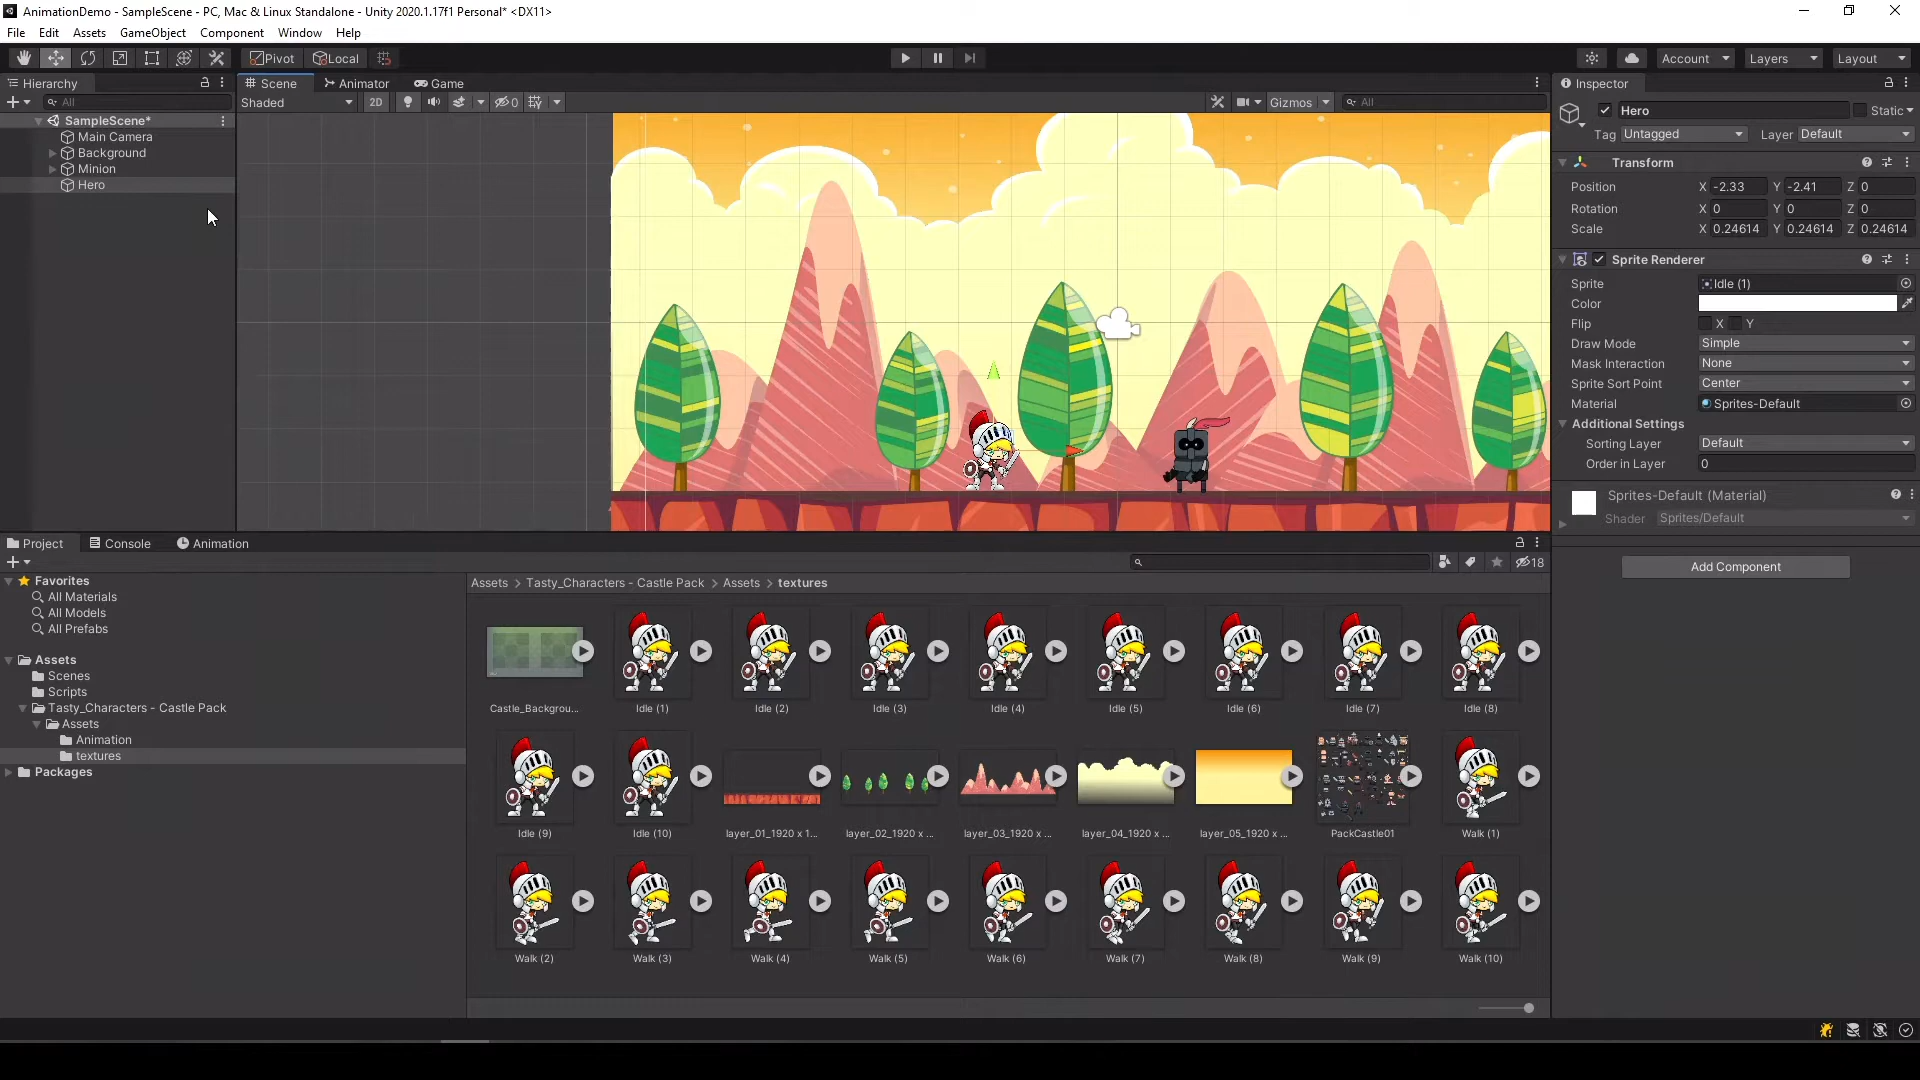 AnimationDemo - SampleScene - PC, Mac & Linux Standalone - Unity 2020.1.17f1 Personal* <DX11>
File Edit Assets GameObject Component Window Help
Pivot Local Account Layers Layout
Hierarchy
All
SampleScene*
Main Camera
Background
Minion
Hero
Scene Animator Game
Shaded 2D 0 Gizmos All
Inspector
Hero Static
Tag Untagged Layer Default
Transform
Position X -2.33 Y -2.41 Z 0
Rotation X 0 Y 0 Z 0
Scale X 0.24614 Y 0.24614 Z 0.24614
Sprite Renderer
Sprite Idle (1)
Color
Flip X Y
Draw Mode Simple
Mask Interaction None
Sprite Sort Point Center
Material Sprites-Default
Additional Settings
Sorting Layer Default
Order in Layer 0
Sprites-Default (Material)
Shader Sprites/Default
Add Component
Project Console Animation
18
Favorites
All Materials
All Models
All Prefabs
Assets
Scenes
Scripts
Tasty_Characters - Castle Pack
Assets
Animation
textures
Packages
Assets > Tasty_Characters - Castle Pack > Assets > textures
Castle_Backgrou... Idle (1) Idle (2) Idle (3) Idle (4) Idle (5) Idle (6) Idle (7) Idle (8)
Idle (9) Idle (10) layer_01_1920 x 1... layer_02_1920 x ... layer_03_1920 x ... layer_04_1920 x ... layer_05_1920 x ... PackCastle01 Walk (1)
Walk (2) Walk (3) Walk (4) Walk (5) Walk (6) Walk (7) Walk (8) Walk (9) Walk (10)